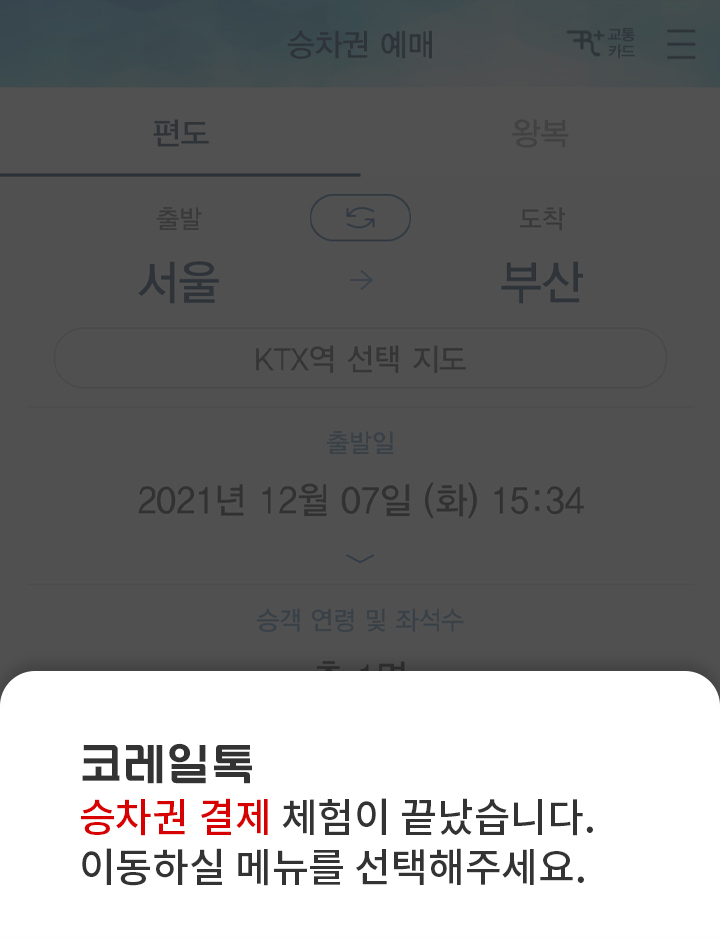 승차권 예매
교통
카드
편도
왕복
출발
도착
서울
부산
KTX역 선택 지도
출발일
2021년 12월 07일 (화) 15:34
승객 연령 및 좌석수
총 1명
코레일톡
승차권 결제 체험이 끝났습니다.
이동하실 메뉴를 선택해주세요.